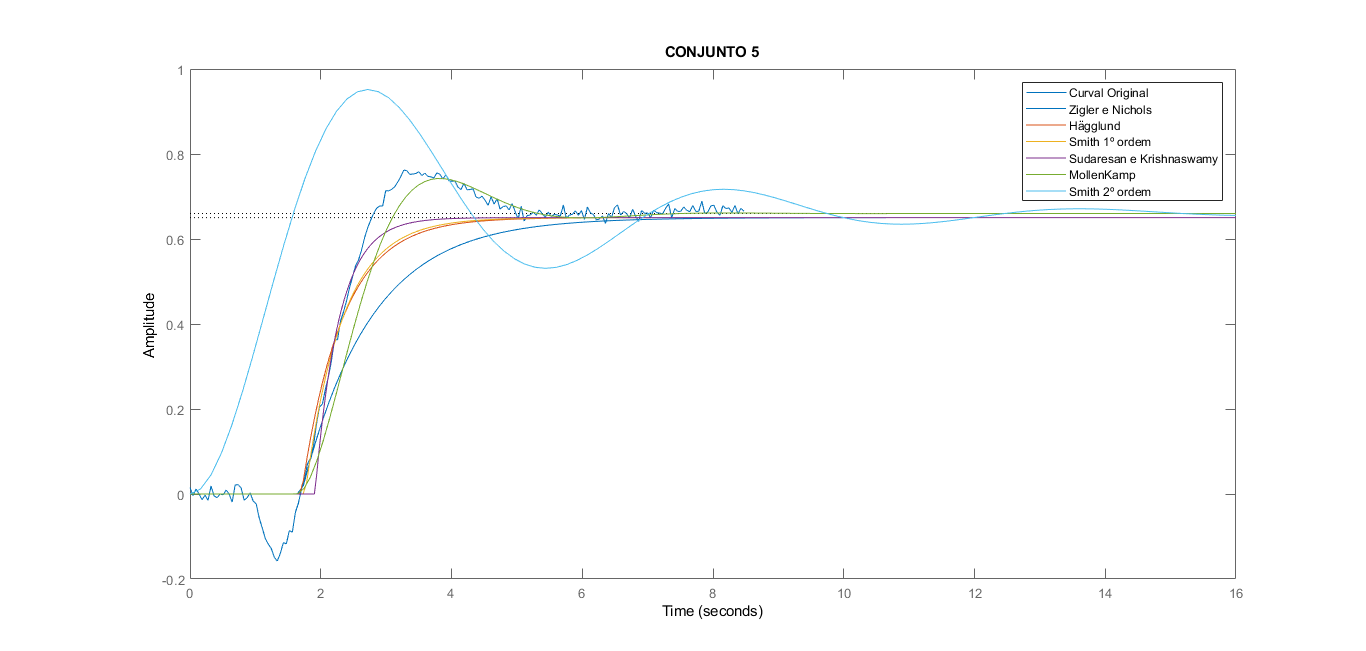 CONJUNTO 5
1
0.8
0.6
0.4
0.2
0
-0.2
Amplitude
Curval Original
Zigler e Nichols
Hägglund
Smith 1º ordem
Sudaresan e Krishnaswamy
MollenKamp
Smith 2º ordem
0 2 4 6 8 10 12 14 16
Time (seconds)